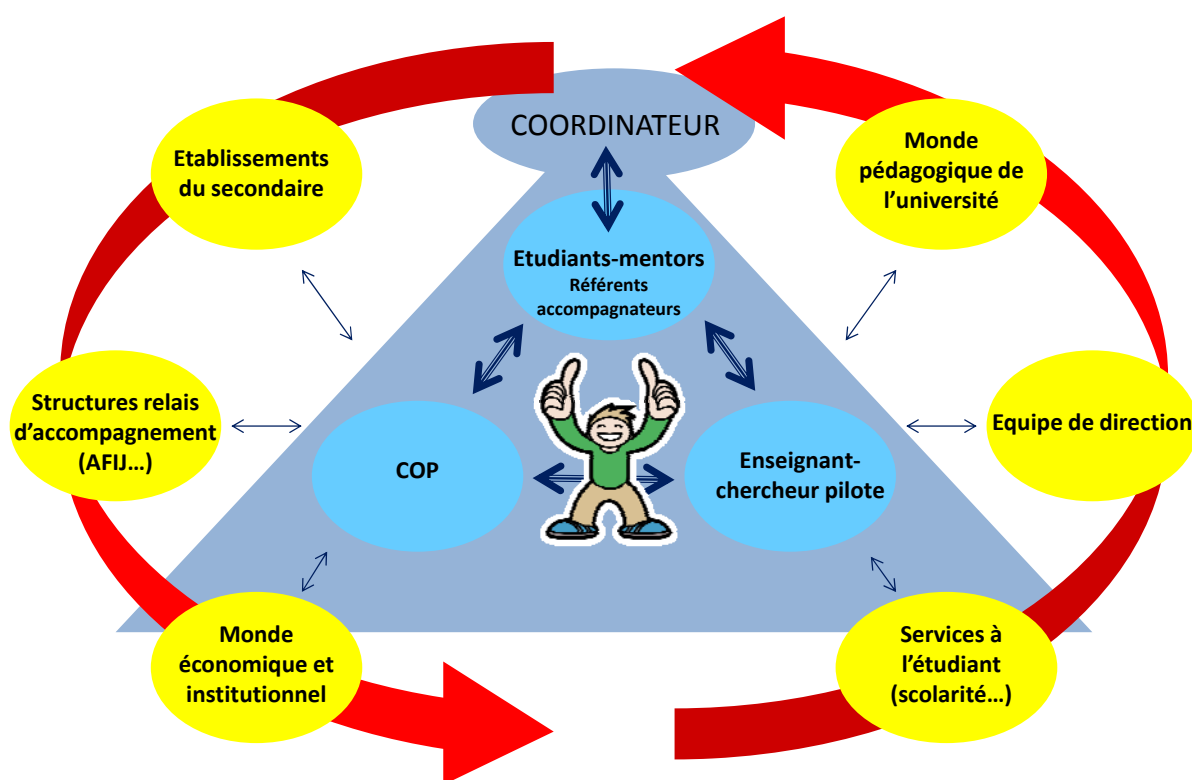 COORDINATEUR
Etablissements
du secondaire
Monde
pédagogique de
l’université
Etudiants-mentors
Référents
accompagnateurs
Structures relais
d’accompagnement
(AFIJ…)
COP
Enseignant-
chercheur pilote
Equipe de direction
Monde
économique et
institutionnel
Services à
l’étudiant
(scolarité…)